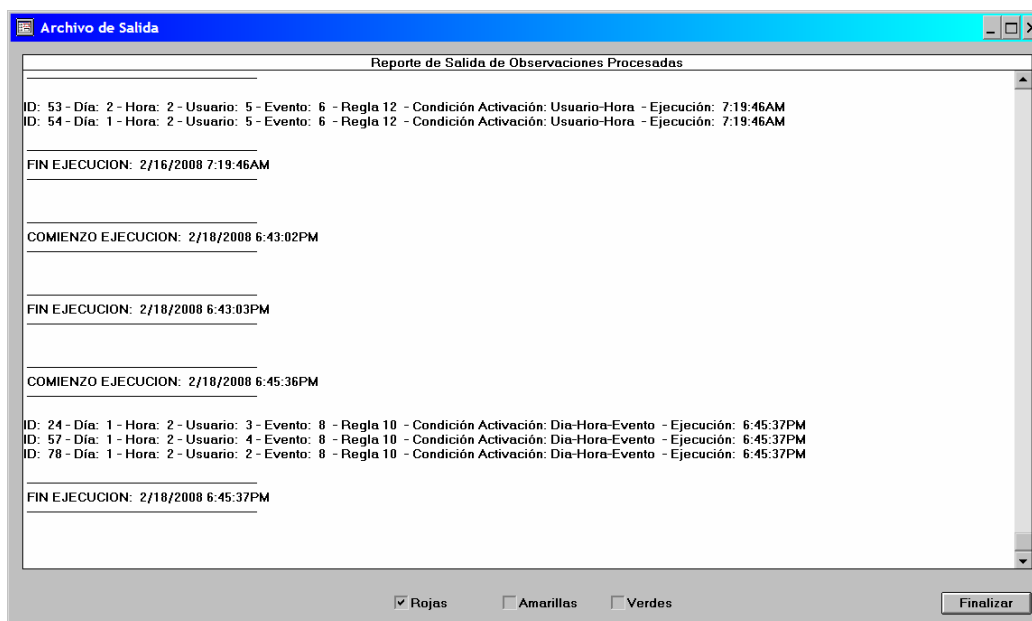 Archivo de Salida
Reporte de Salida de Observaciones Procesadas
ID: 53 - Día: 2 - Hora: 2 - Usuario: 5 - Evento: 6 - Regla 12 - Condición Activación: Usuario-Hora - Ejecución: 7:19:46AM
ID: 54 - Día: 1 - Hora: 2 - Usuario: 5 - Evento: 6 - Regla 12 - Condición Activación: Usuario-Hora - Ejecución: 7:19:46AM
FIN EJECUCION: 2/16/2008 7:19:46AM
COMIENZO EJECUCION: 2/18/2008 6:43:02PM
FIN EJECUCION: 2/18/2008 6:43:03PM
COMIENZO EJECUCION: 2/18/2008 6:45:36PM
ID: 24 - Día: 1 - Hora: 2 - Usuario: 3 - Evento: 8 - Regla 10 - Condición Activación: Dia-Hora-Evento - Ejecución: 6:45:37PM
ID: 57 - Día: 1 - Hora: 2 - Usuario: 4 - Evento: 8 - Regla 10 - Condición Activación: Dia-Hora-Evento - Ejecución: 6:45:37PM
ID: 78 - Día: 1 - Hora: 2 - Usuario: 2 - Evento: 8 - Regla 10 - Condición Activación: Dia-Hora-Evento - Ejecución: 6:45:37PM
FIN EJECUCION: 2/18/2008 6:45:37PM
Rojas Amarillas Verdes Finalizar